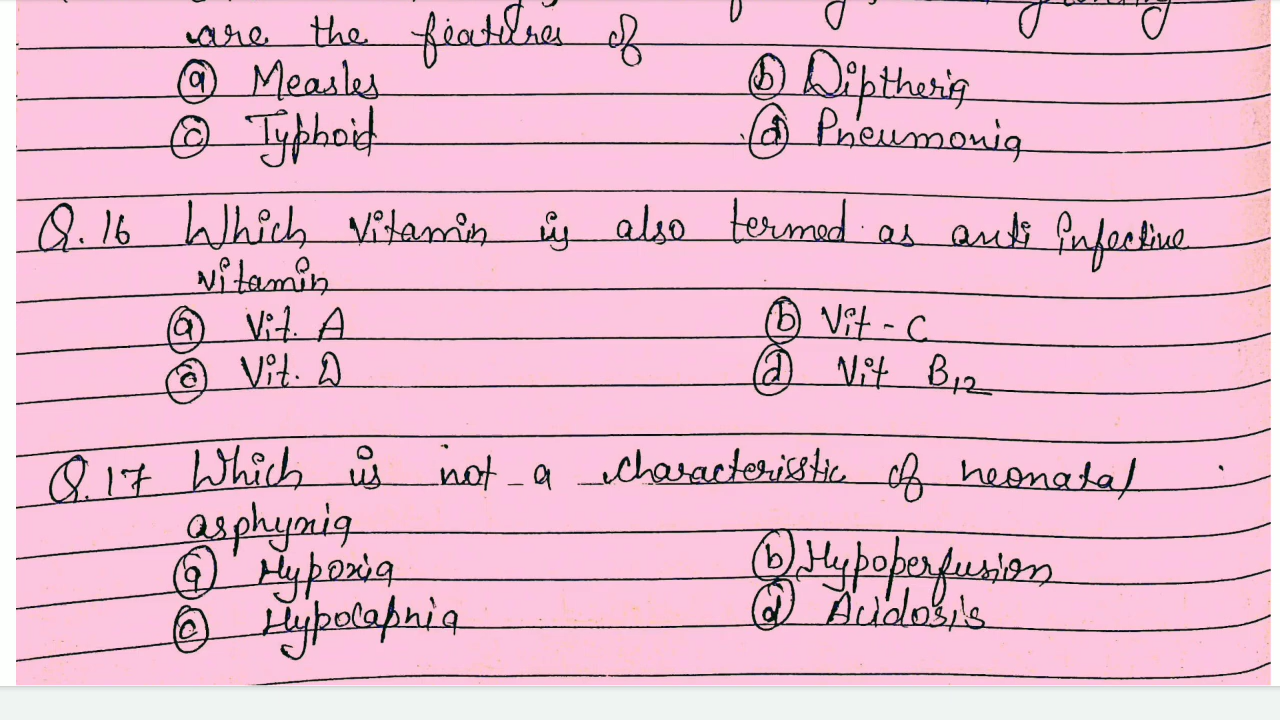 are the features of
ⓐ Measles ⓑ Diptheria
ⓒ Typhoid ⓓ Pneumonia
Q.16 Which vitamin is also termed as anti infective
vitamin
ⓐ Vit. A ⓑ Vit - C
ⓒ Vit. D ⓓ Vit B12
Q.17 Which is not a characteristic of neonatal
asphyxia
ⓐ Hypoxia ⓑ Hypoperfusion
ⓒ Hypocapnia ⓓ Acidosis